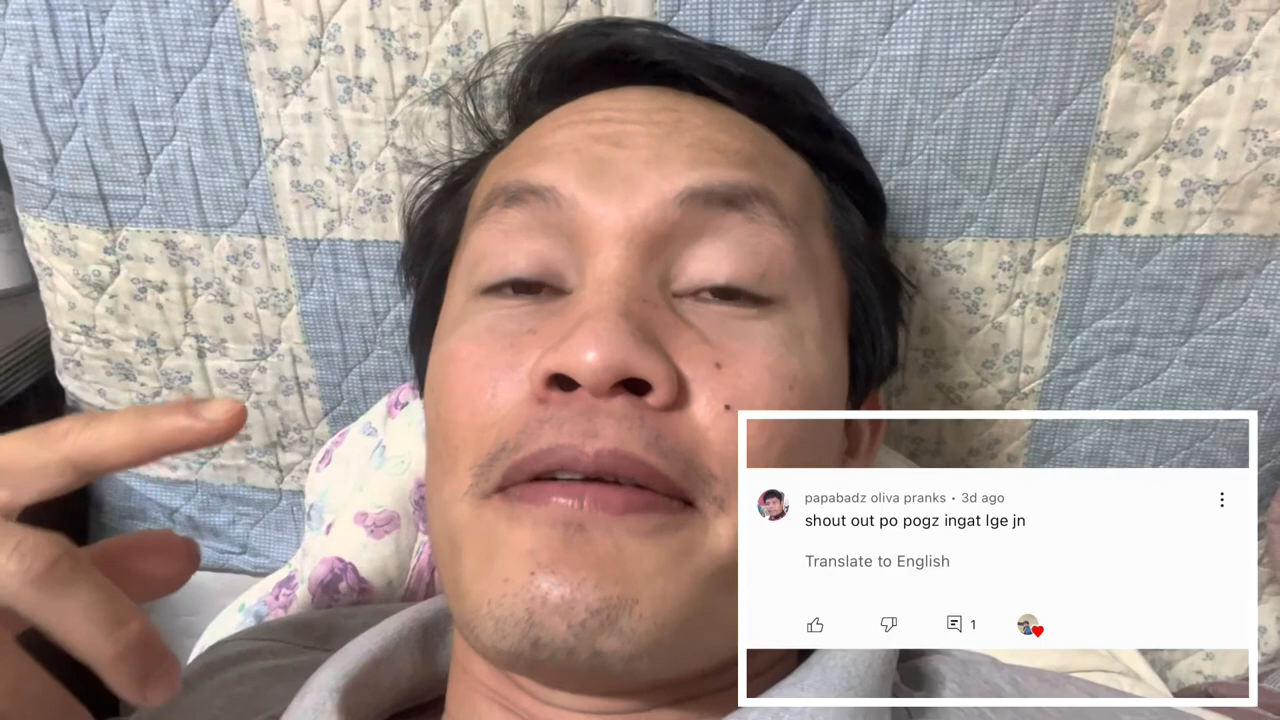 papabadz oliva pranks • 3d ago
shout out po pogz ingat lge jn
Translate to English
1